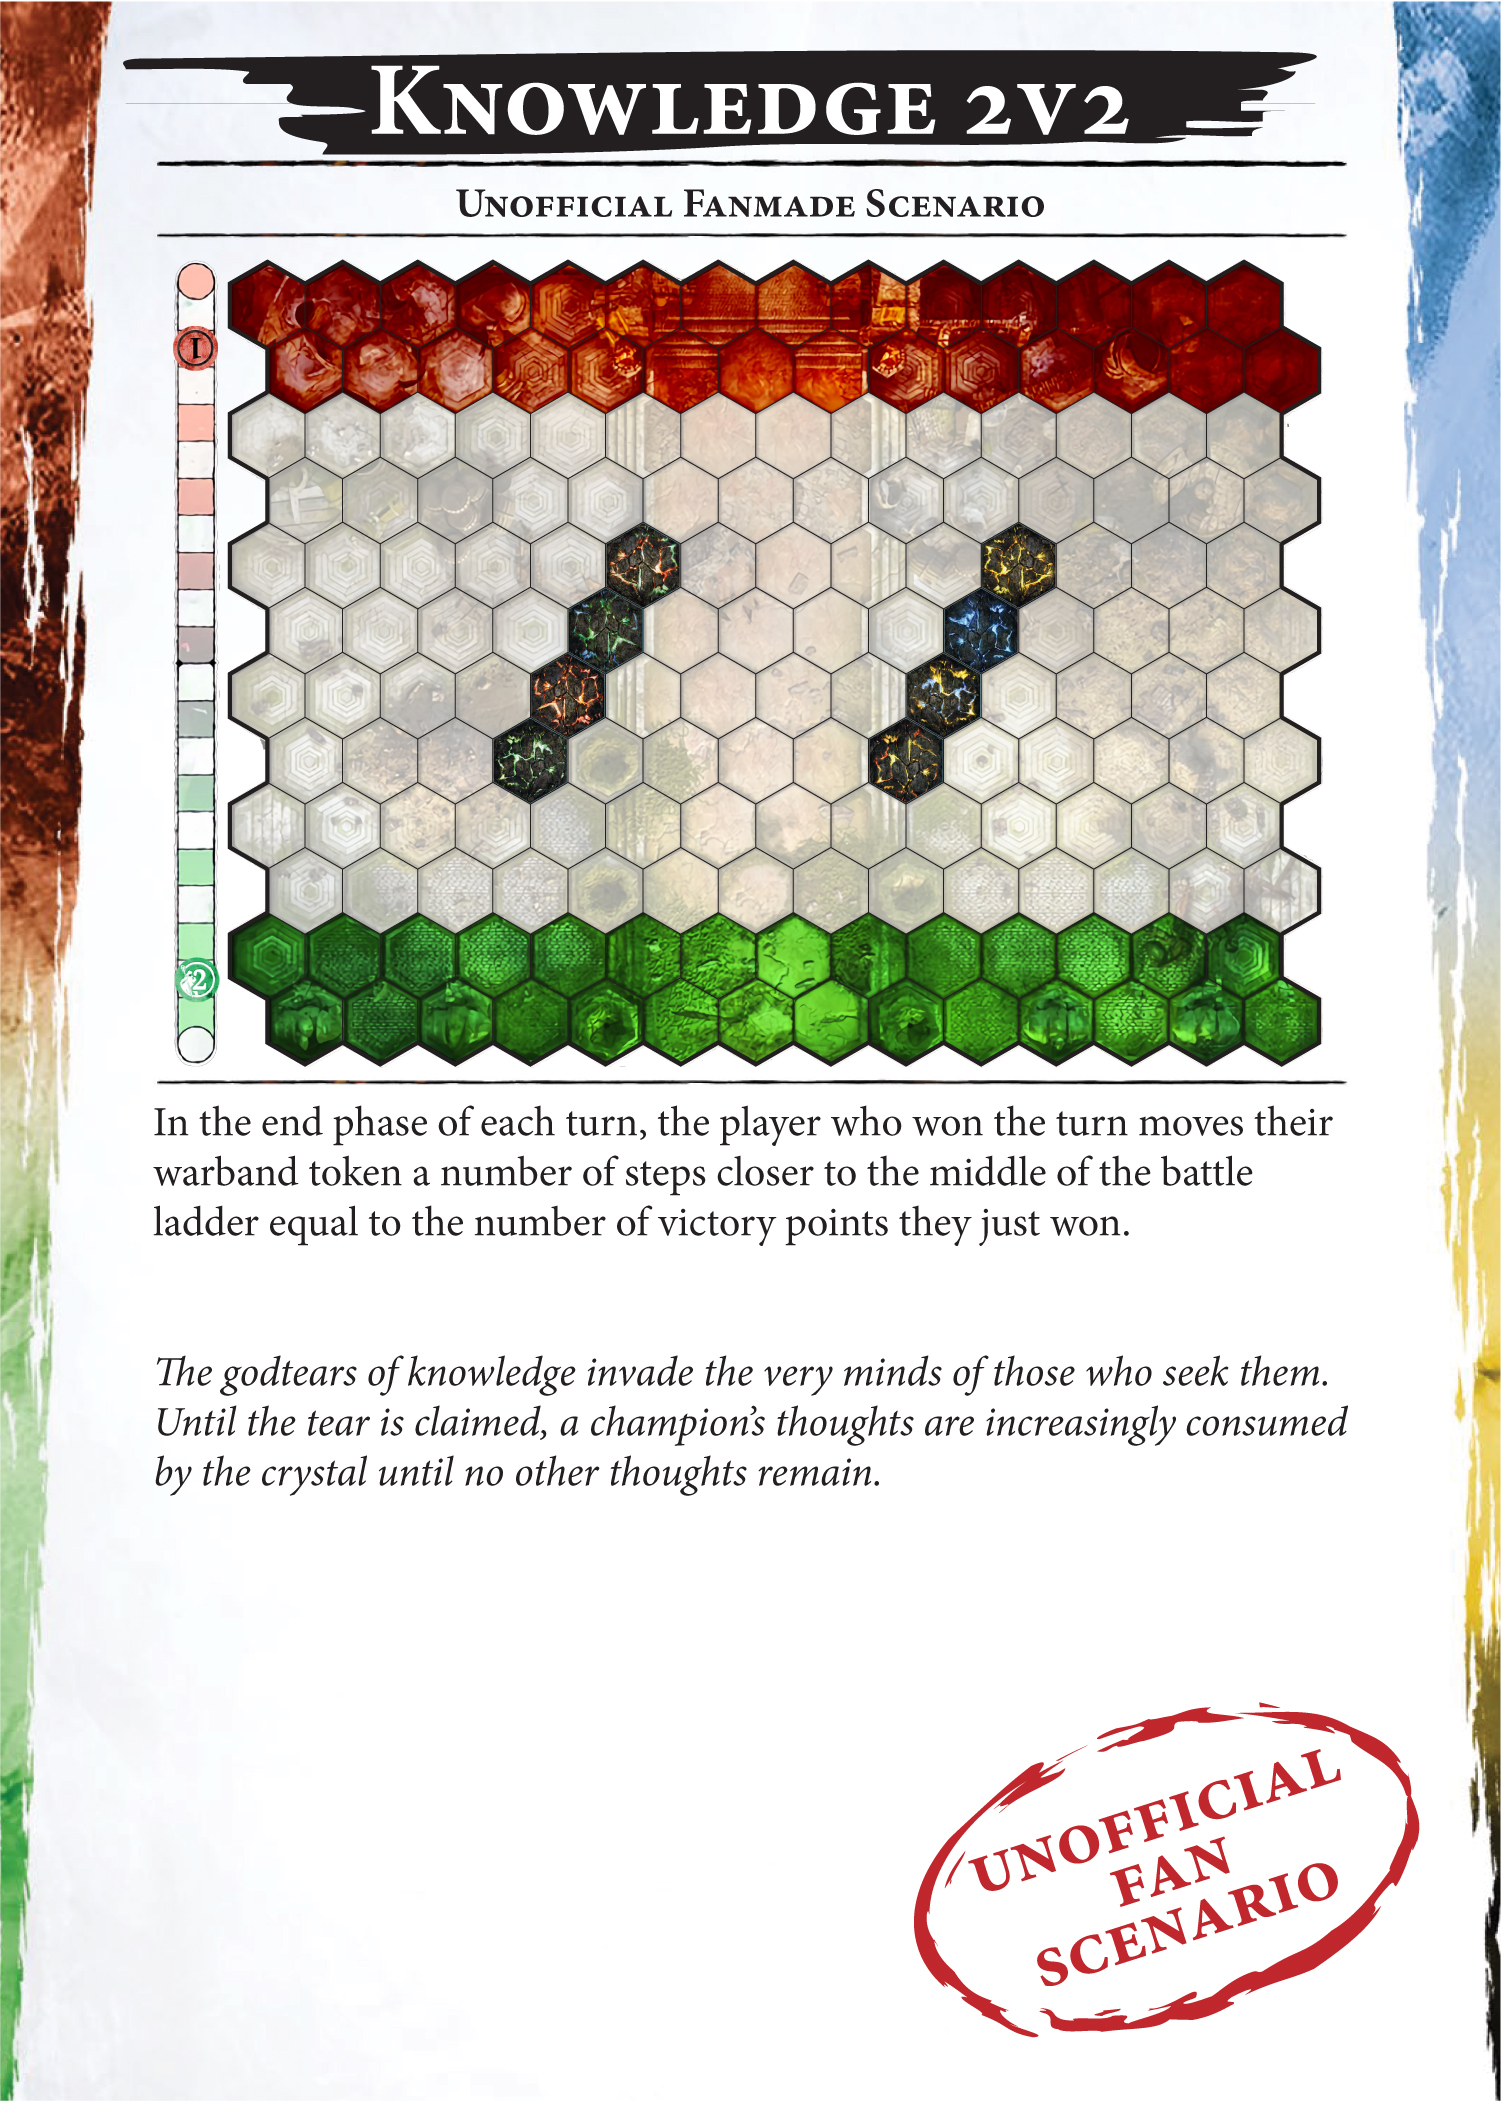 Knowledge 2v2
Unofficial Fanmade Scenario
1
2
In the end phase of each turn, the player who won the turn moves their
warband token a number of steps closer to the middle of the battle
ladder equal to the number of victory points they just won.
The godtears of knowledge invade the very minds of those who seek them.
Until the tear is claimed, a champion’s thoughts are increasingly consumed
by the crystal until no other thoughts remain.
UNOFFICIAL
FAN
SCENARIO